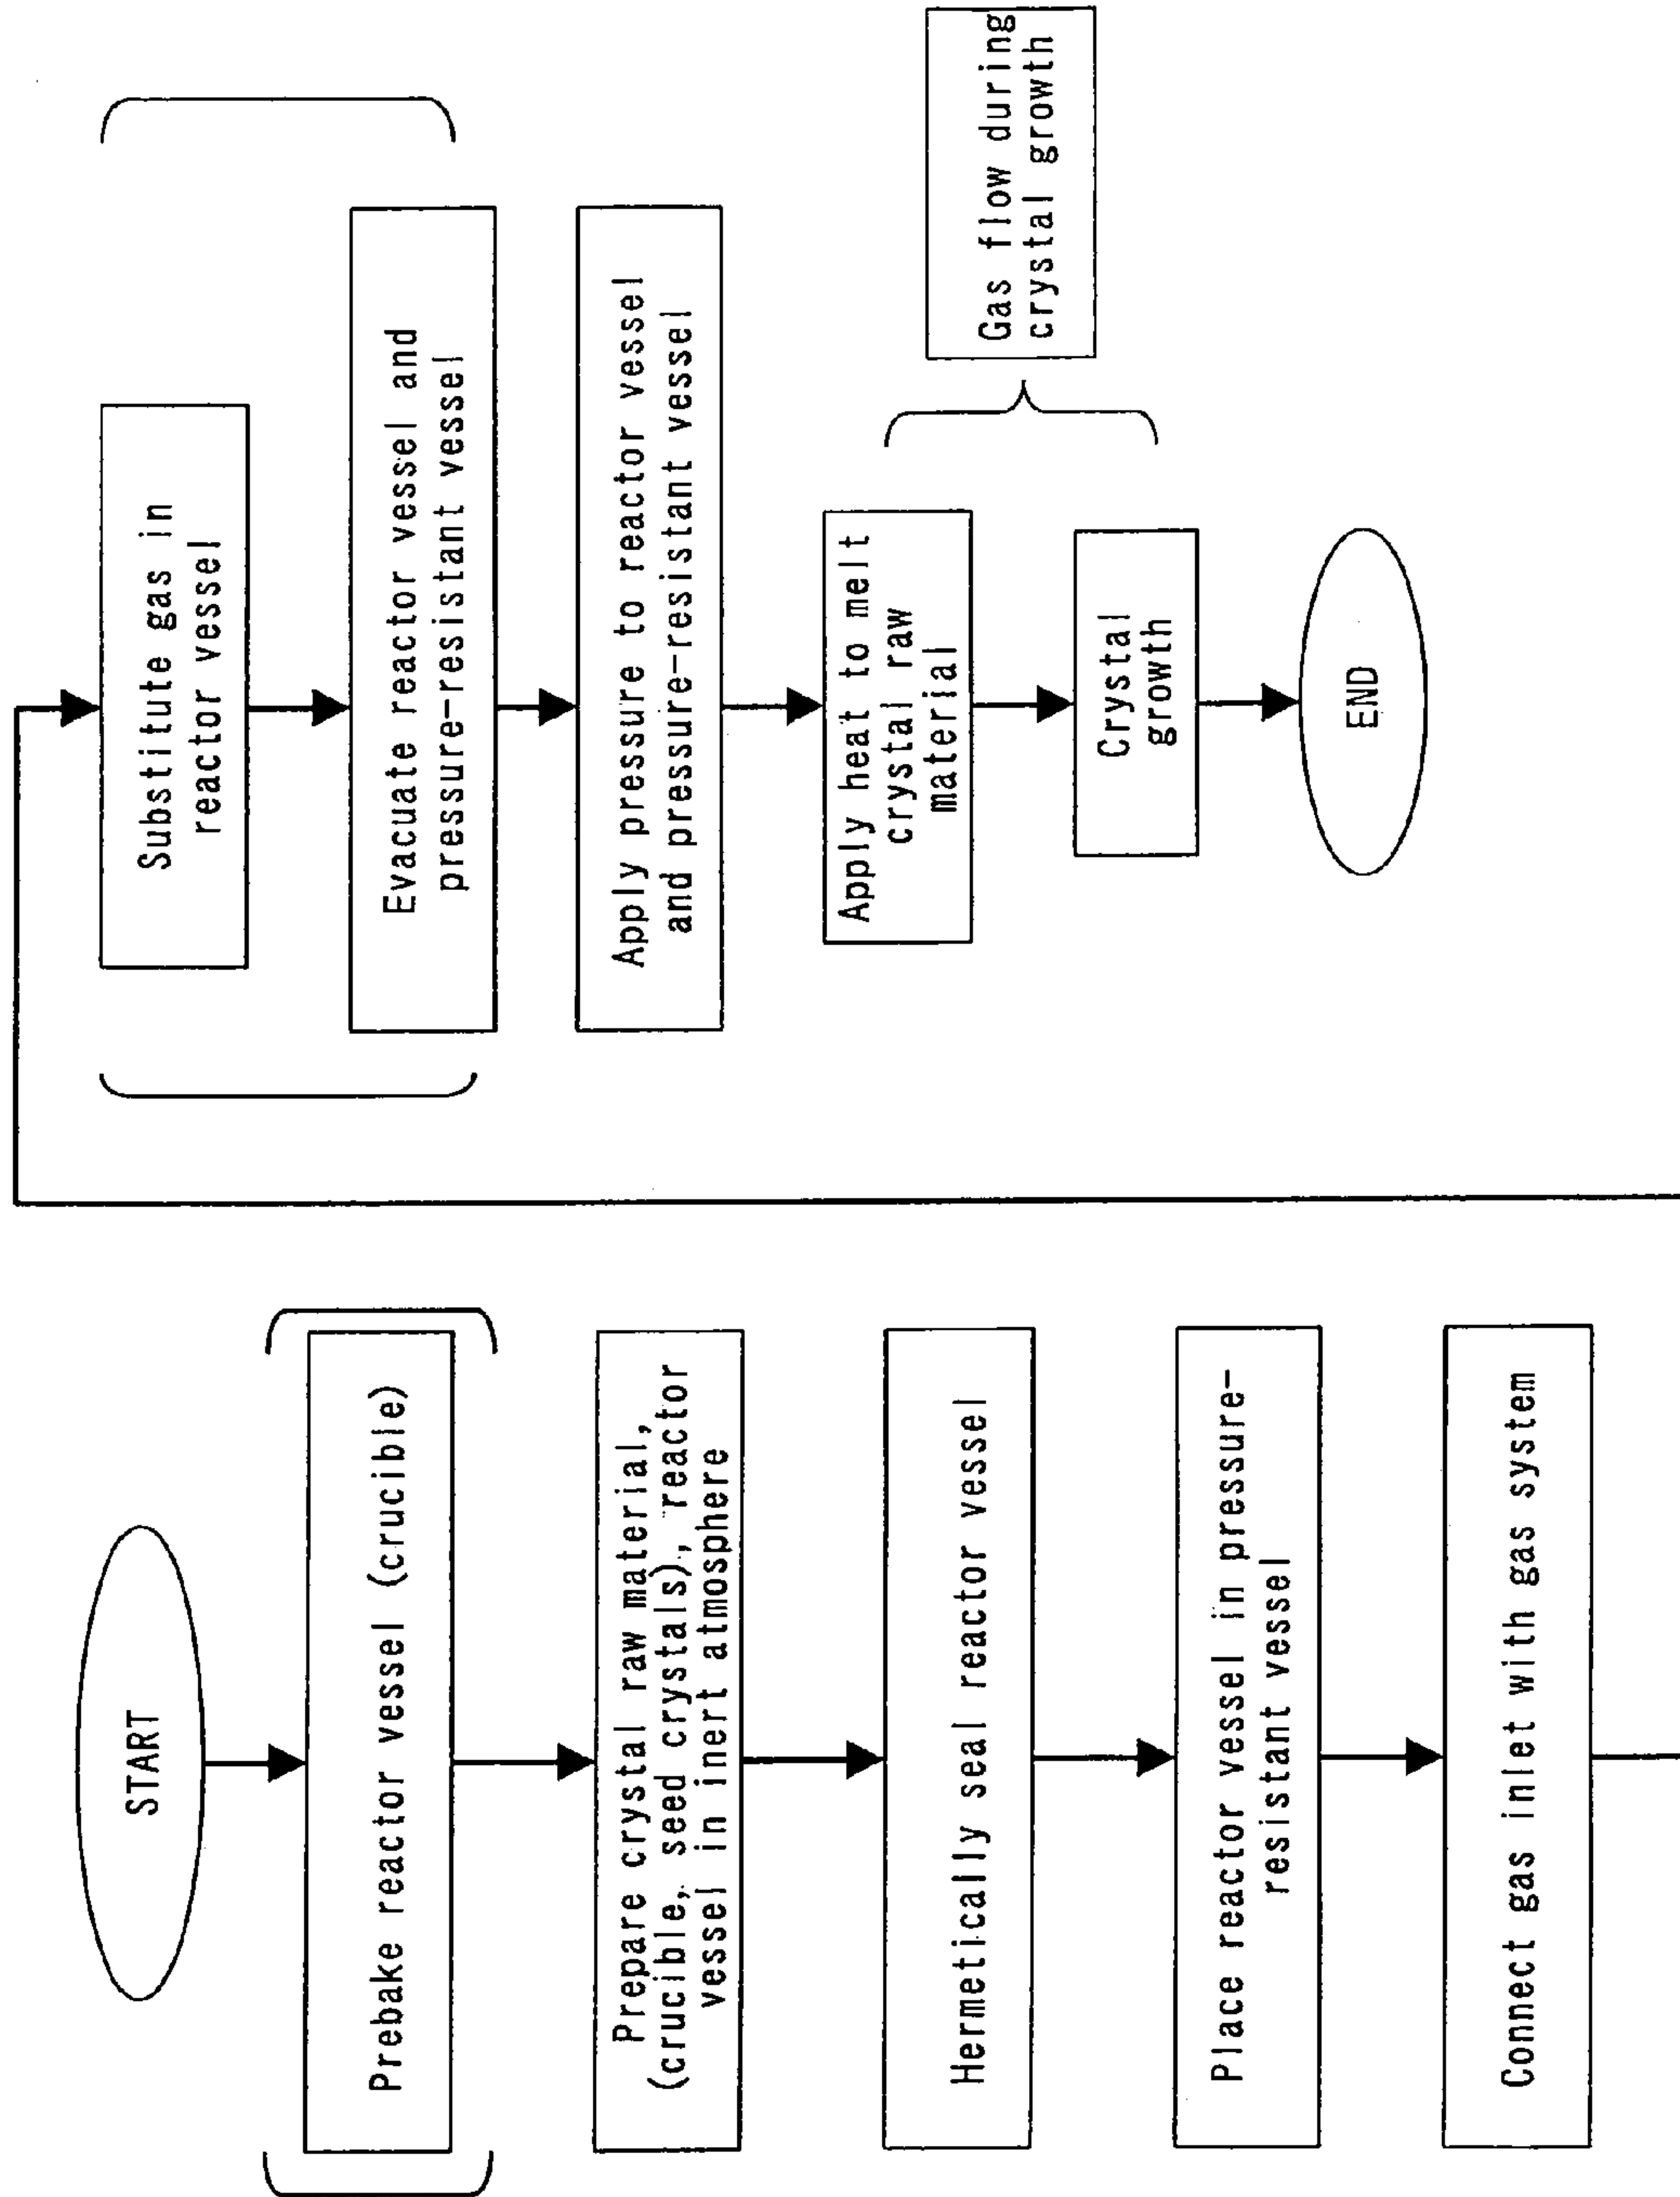 START
Prebake reactor vessel (crucible)
Prepare crystal raw material,
(crucible, seed crystals), reactor
vessel in inert atmosphere
Hermetically seal reactor vessel
Place reactor vessel in pressure-
resistant vessel
Connect gas inlet with gas system
Substitute gas in
reactor vessel
Evacuate reactor vessel and
pressure-resistant vessel
Apply pressure to reactor vessel
and pressure-resistant vessel
Apply heat to melt
crystal raw
material
Gas flow during
crystal growth
Crystal
growth
END